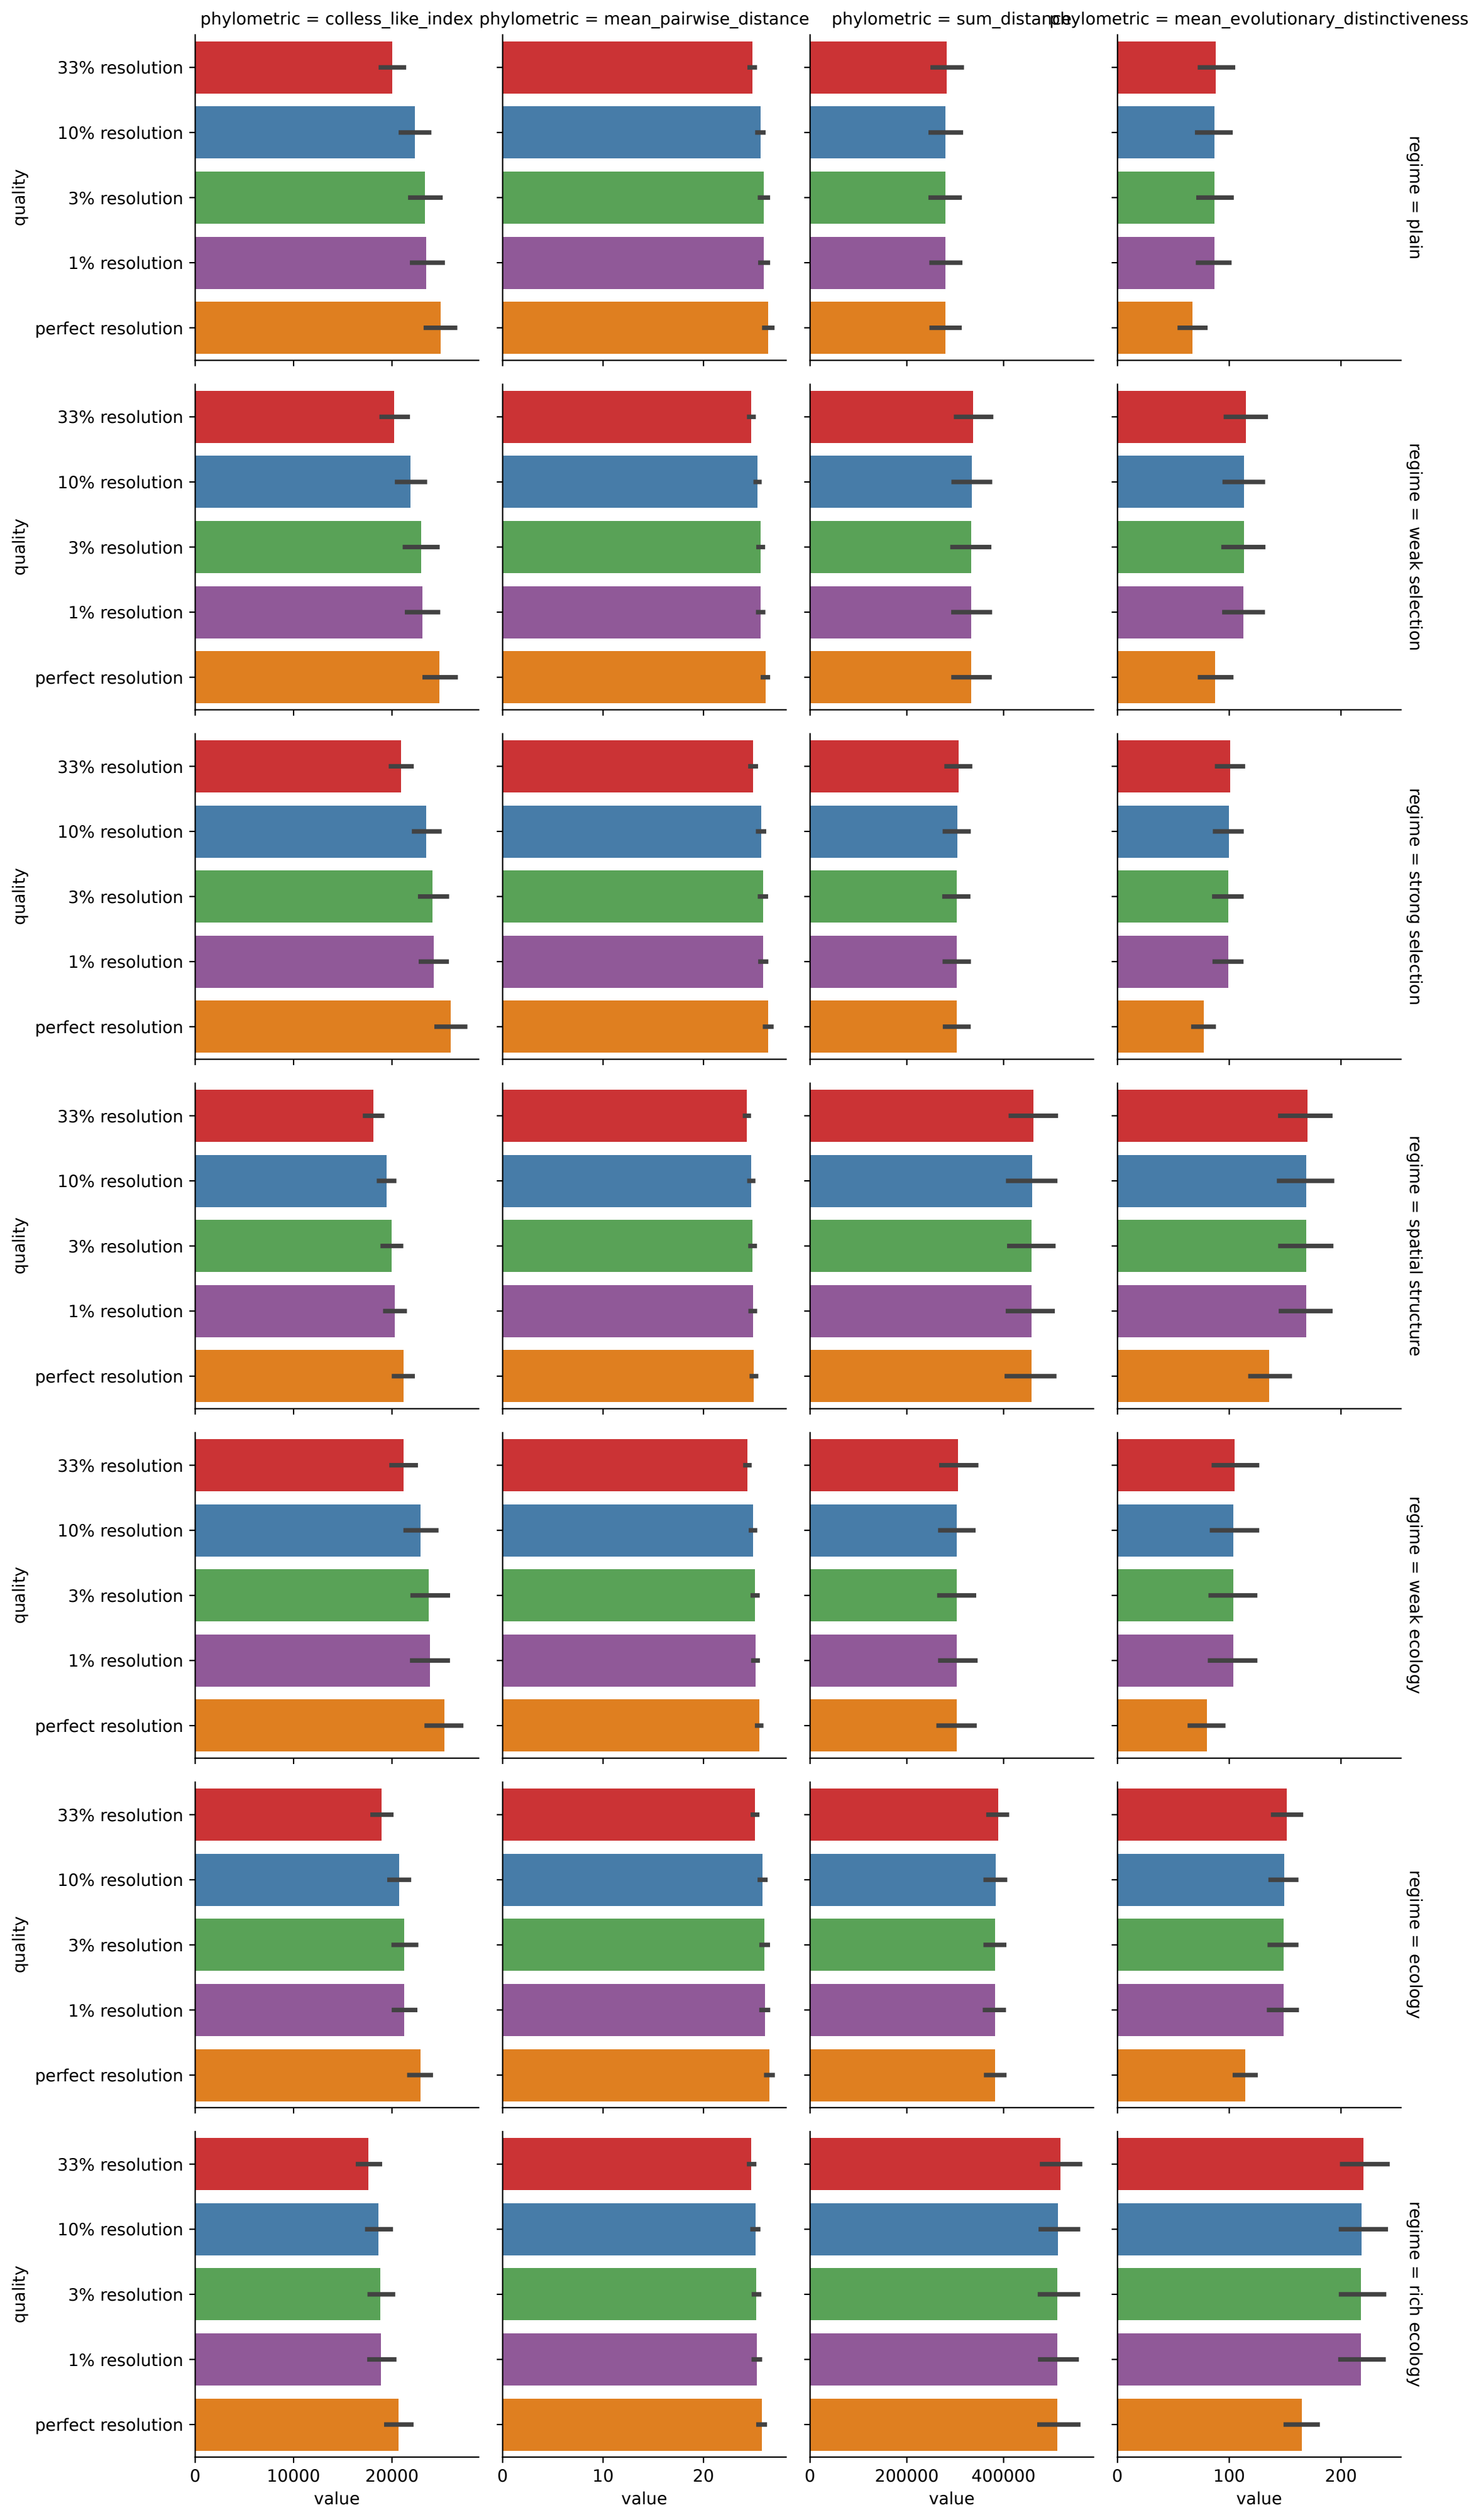 phylometric = colless_like_index
phylometric = mean_pairwise_distance
phylometric = sum_distance
phylometric = mean_evolutionary_distinctiveness
33% resolution
10% resolution
3% resolution
1% resolution
perfect resolution
quality
regime = plain
33% resolution
10% resolution
3% resolution
1% resolution
perfect resolution
quality
regime = weak selection
33% resolution
10% resolution
3% resolution
1% resolution
perfect resolution
quality
regime = strong selection
33% resolution
10% resolution
3% resolution
1% resolution
perfect resolution
quality
regime = spatial structure
33% resolution
10% resolution
3% resolution
1% resolution
perfect resolution
quality
regime = weak ecology
33% resolution
10% resolution
3% resolution
1% resolution
perfect resolution
quality
regime = ecology
33% resolution
10% resolution
3% resolution
1% resolution
perfect resolution
quality
regime = rich ecology
0 10000 20000
value
0 10 20
value
0 200000 400000
value
0 100 200
value